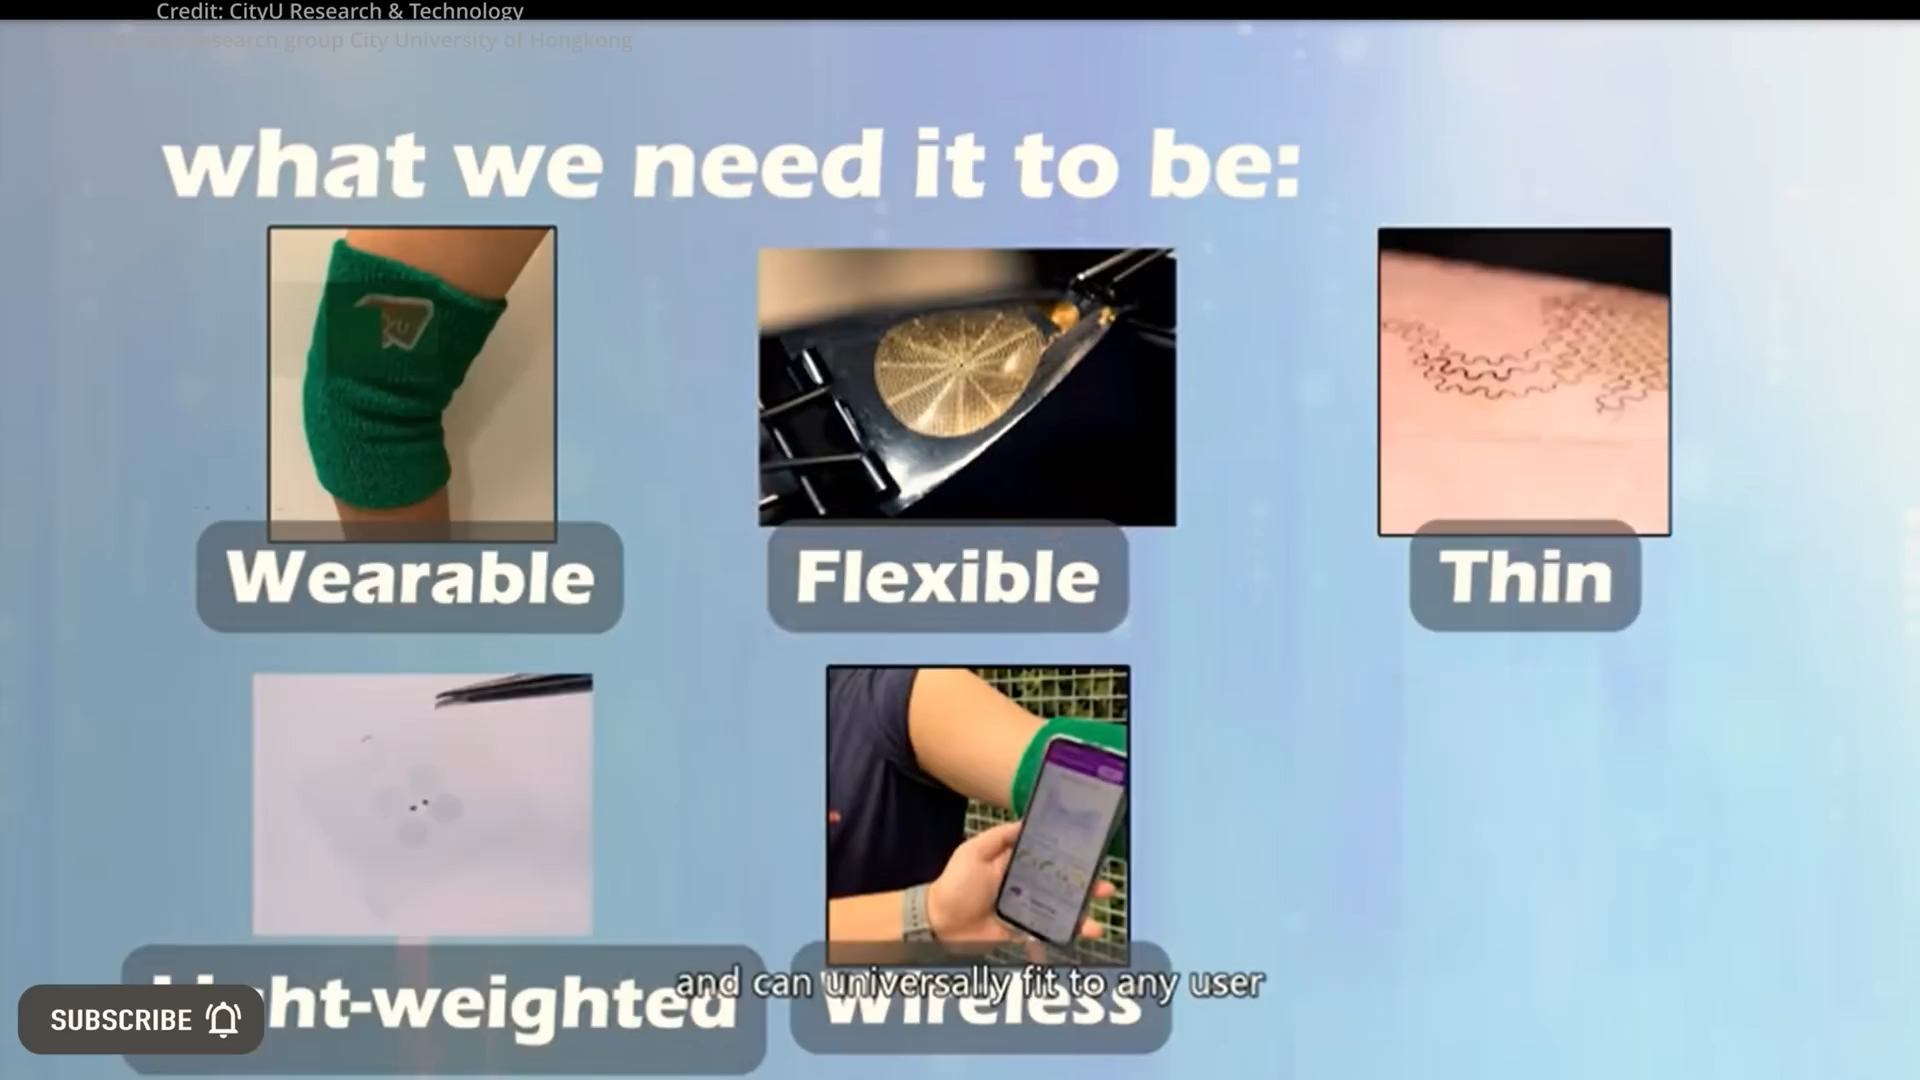 Credit: CityU Research & Technology
research group City University of Hongkong
what we need it to be:
Wearable
Flexible
Thin
Light-weighted
Wireless
and can universally fit to any user
SUBSCRIBE